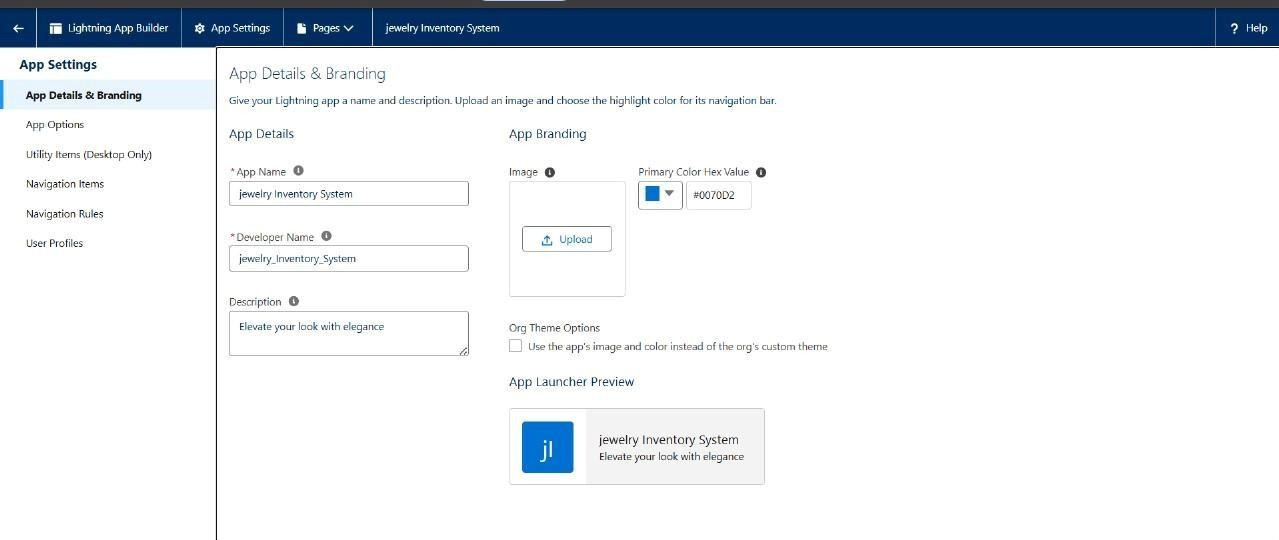 Lightning App Builder App Settings Pages jewelry Inventory System ? Help
App Settings
App Details & Branding
App Options
Utility Items (Desktop Only)
Navigation Items
Navigation Rules
User Profiles
App Details & Branding
Give your Lightning app a name and description. Upload an image and choose the highlight color for its navigation bar.
App Details
*App Name
jewelry Inventory System
*Developer Name
jewelry_Inventory_System
Description
Elevate your look with elegance
App Branding
Image
Upload
Primary Color Hex Value
#0070D2
Org Theme Options
Use the app's image and color instead of the org's custom theme
App Launcher Preview
jI
jewelry Inventory System
Elevate your look with elegance